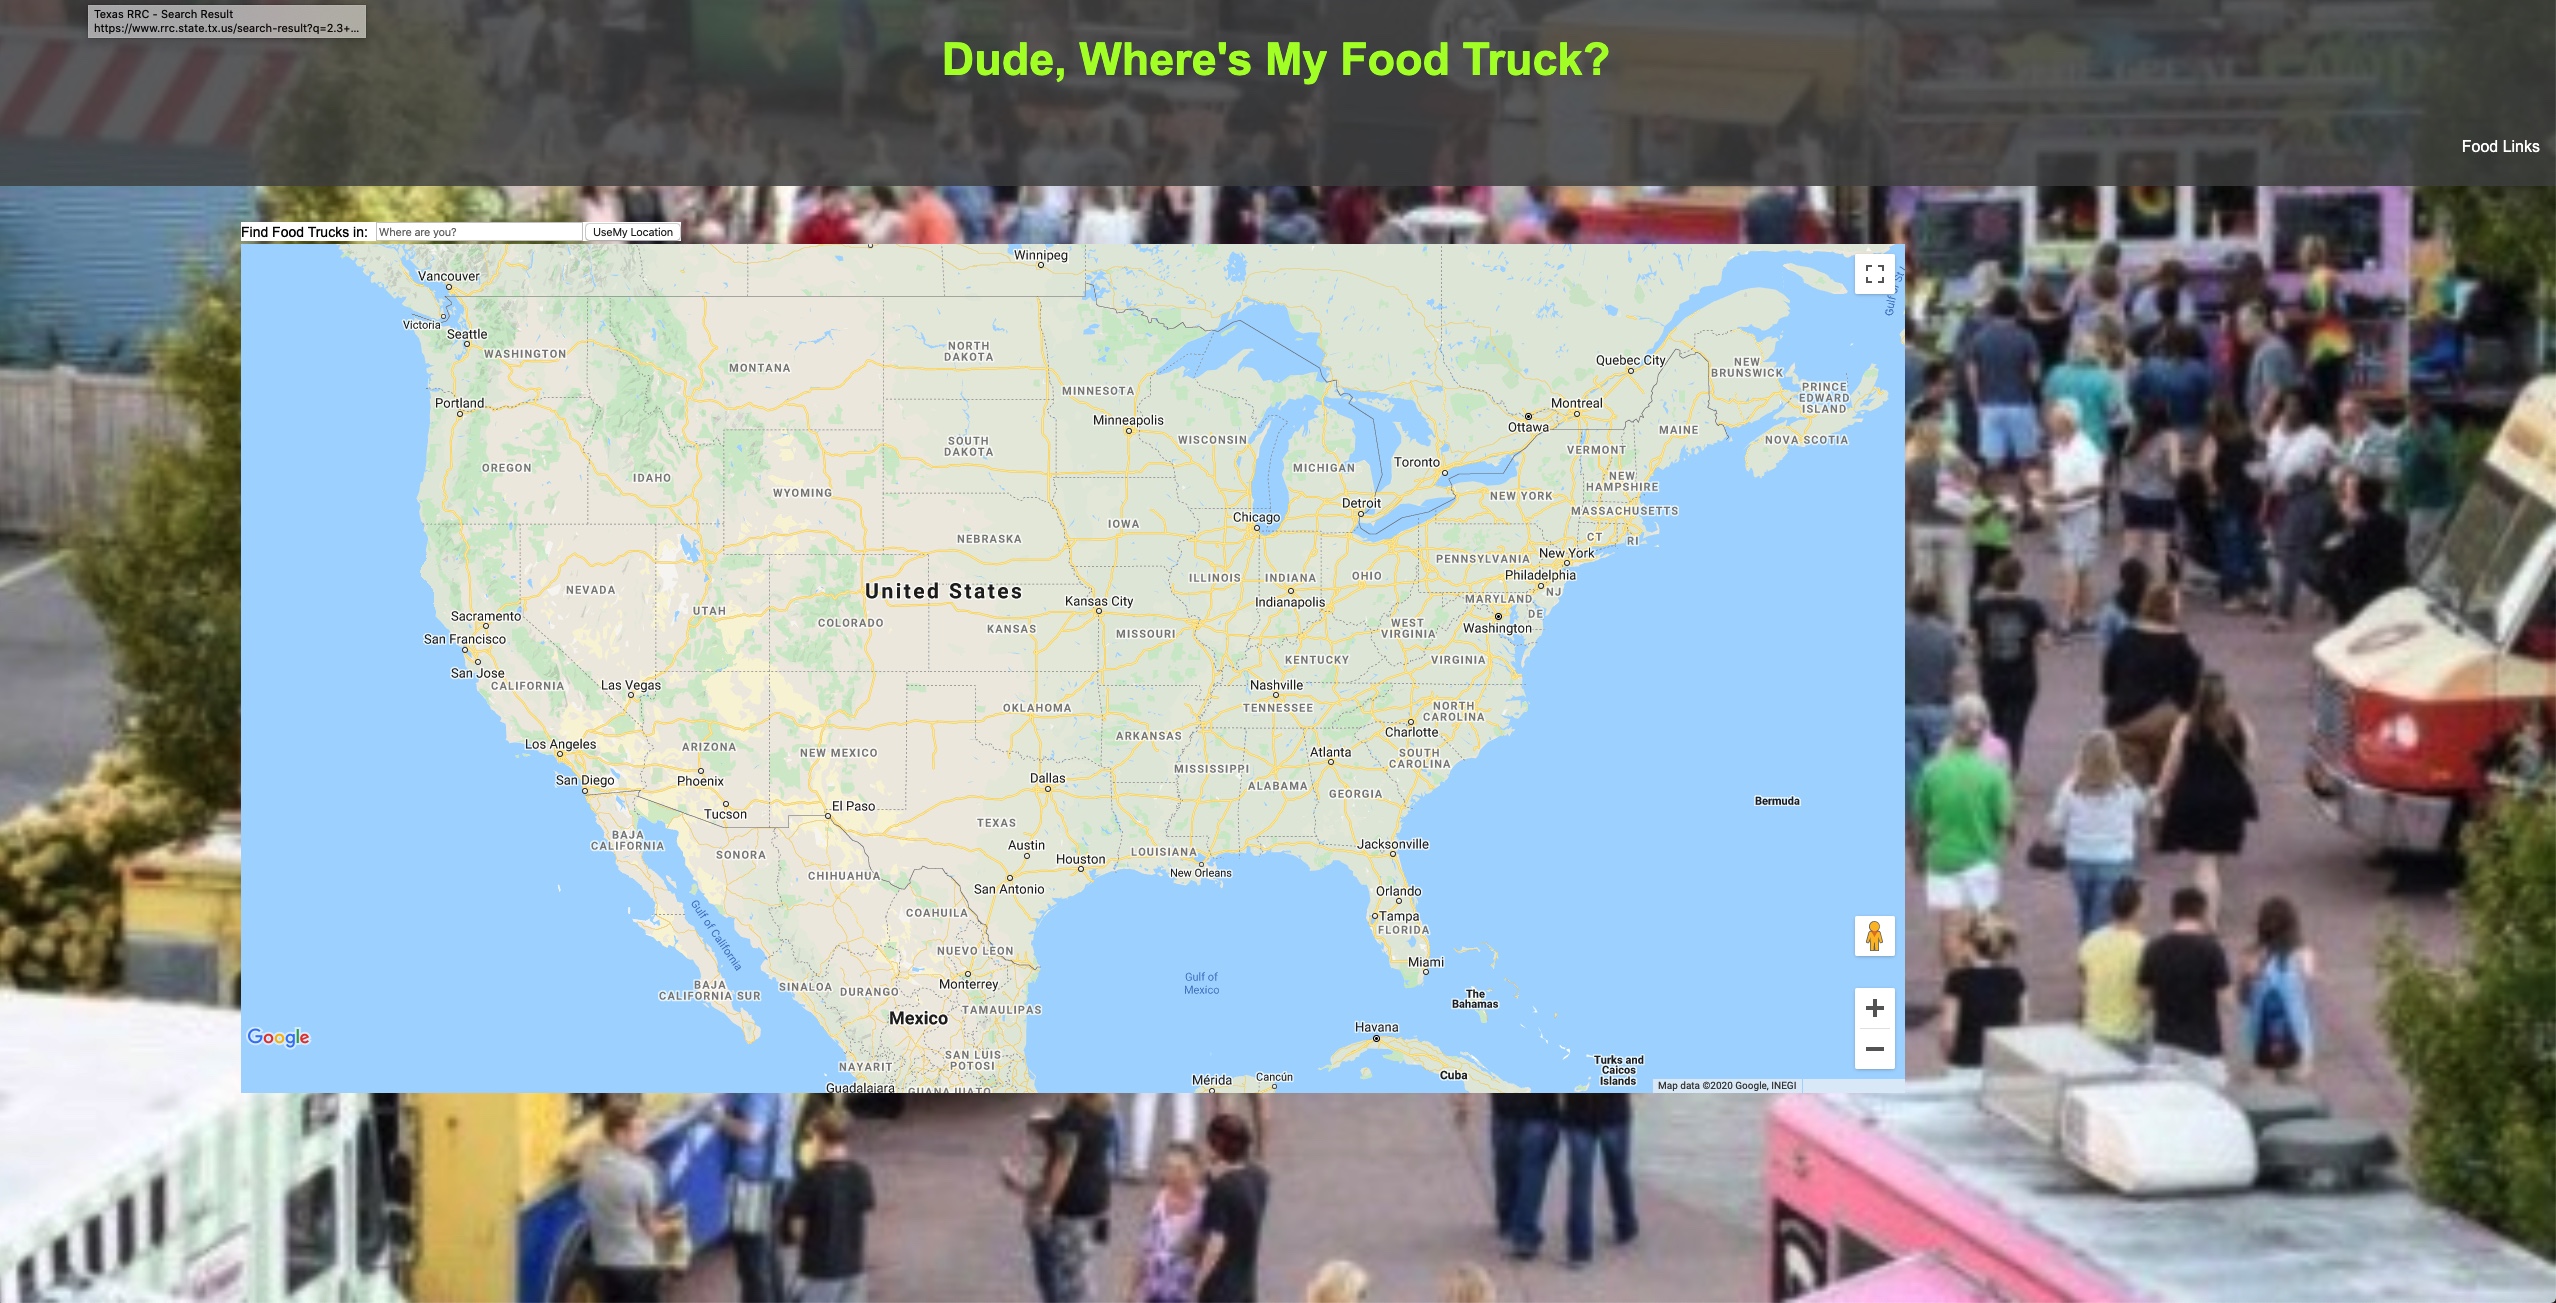 Texas RRC - Search Result
https://www.rrc.state.tx.us/search-result?q=2.3+...
Dude, Where's My Food Truck?
Food Links
Find Food Trucks in: Where are you? UseMy Location
Winnipeg
Vancouver
Victoria
Seattle
WASHINGTON
MONTANA
NORTH
DAKOTA
MINNESOTA
Quebec City
NEW
BRUNSWICK
PRINCE
EDWARD
ISLAND
Portland
Minneapolis
Montreal
Ottawa
MAINE
NOVA SCOTIA
SOUTH
DAKOTA
WISCONSIN
VERMONT
OREGON
IDAHO
MICHIGAN
Toronto
NEW
HAMPSHIRE
WYOMING
Detroit
NEW YORK
MASSACHUSETTS
Chicago
IOWA
NEBRASKA
CT
RI
PENNSYLVANIA
New York
Philadelphia
NEVADA
UTAH
United States
ILLINOIS
INDIANA
OHIO
NJ
Kansas City
Indianapolis
MARYLAND
DE
Sacramento
San Francisco
COLORADO
KANSAS
MISSOURI
WEST
VIRGINIA
Washington
San Jose
KENTUCKY
VIRGINIA
CALIFORNIA
Las Vegas
Nashville
OKLAHOMA
TENNESSEE
NORTH
CAROLINA
Los Angeles
ARIZONA
NEW MEXICO
ARKANSAS
Charlotte
Atlanta
SOUTH
CAROLINA
San Diego
Phoenix
Dallas
MISSISSIPPI
ALABAMA
GEORGIA
Tucson
El Paso
TEXAS
Bermuda
BAJA
CALIFORNIA
SONORA
CHIHUAHUA
Austin
Houston
LOUISIANA
Jacksonville
San Antonio
New Orleans
Orlando
COAHUILA
Tampa
FLORIDA
Gulf of California
NUEVO LEON
Miami
BAJA
CALIFORNIA SUR
SINALOA
DURANGO
Monterrey
Gulf of
Mexico
The
Bahamas
Mexico
TAMAULIPAS
Google
Havana
SAN LUIS
POTOSI
NAYARIT
Cuba
Turks and
Caicos
Islands
Guadalajara
GUANAJUATO
Mérida
Cancún
Map data ©2020 Google, INEGI